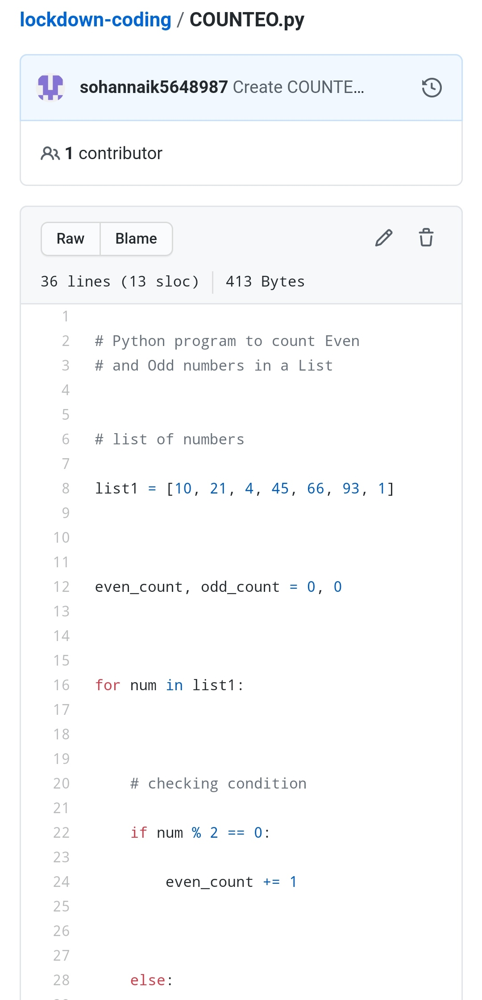 lockdown-coding / COUNTEO.py
sohannaik5648987 Create COUNTE...
1 contributor
Raw Blame
36 lines (13 sloc) 413 Bytes
1
2 # Python program to count Even
3 # and Odd numbers in a List
4
5
6 # list of numbers
7
8 list1 = [10, 21, 4, 45, 66, 93, 1]
9
10
11
12 even_count, odd_count = 0, 0
13
14
15
16 for num in list1:
17
18
19
20 # checking condition
21
22 if num % 2 == 0:
23
24 even_count += 1
25
26
27
28 else: